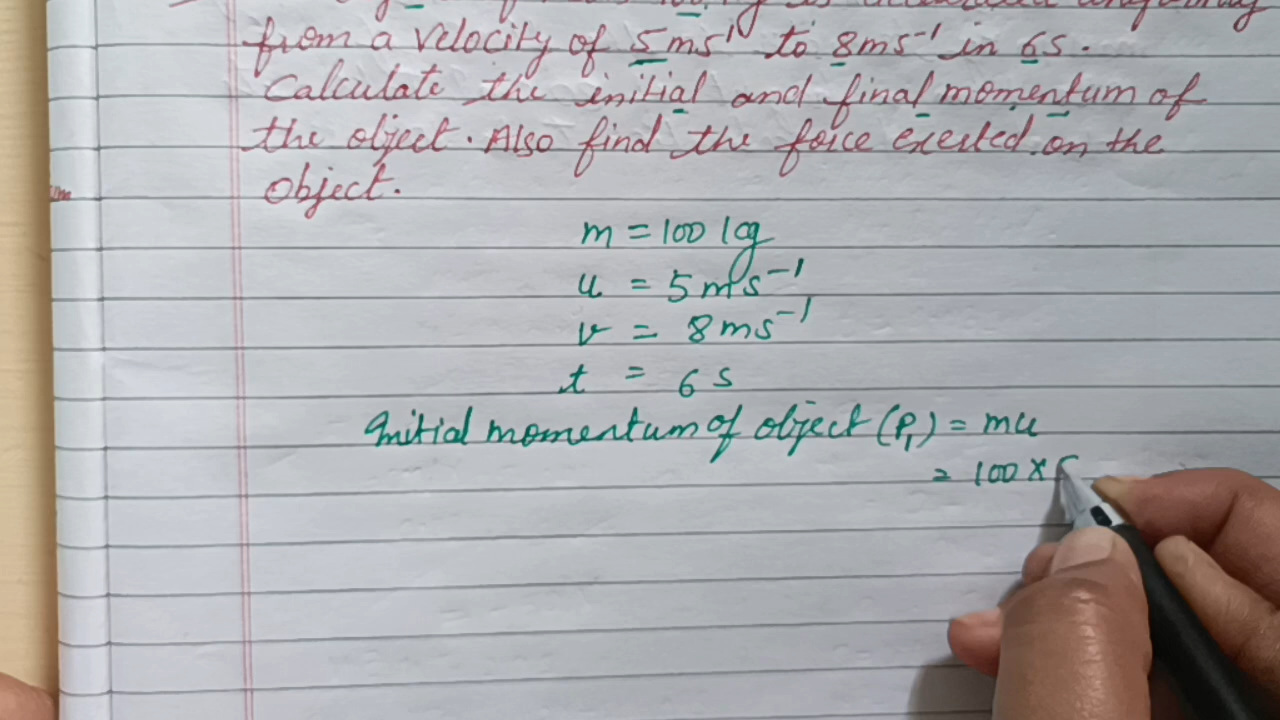 from a velocity of 5ms⁻¹ to 8ms⁻¹ in 6s.
Calculate the initial and final momentum of
the object. Also find the force exerted on the
object.
m = 100 kg
u = 5ms⁻¹
v = 8ms⁻¹
t = 6 s
Initial momentum of object (P₁) = mu
= 100 ×